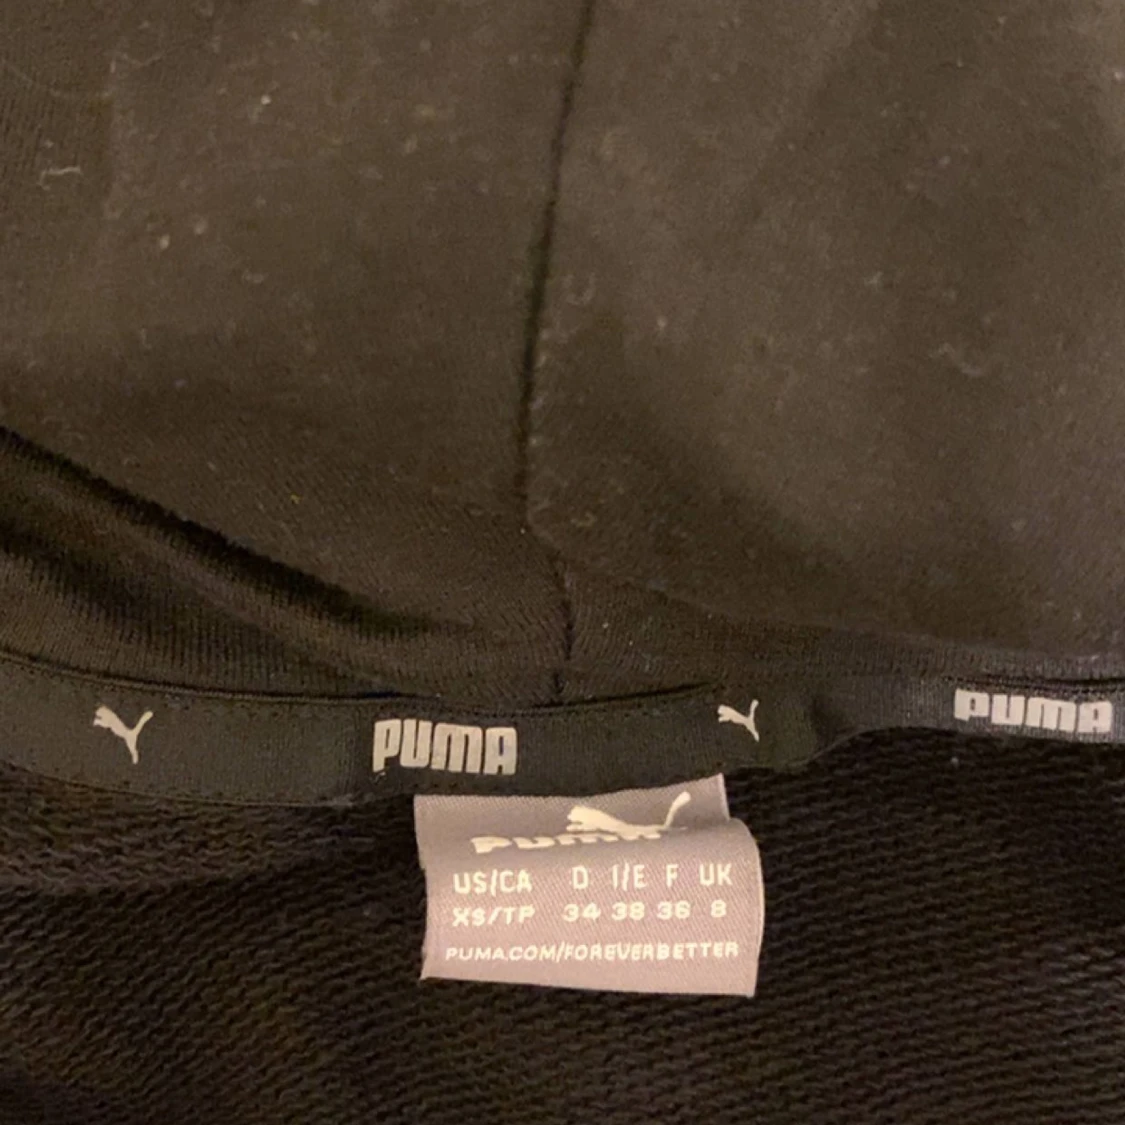 PUMA
PUMA
PUMA
US/CA D I/E F UK
XS/TP 34 38 36 8
PUMA.COM/FOREVERBETTER